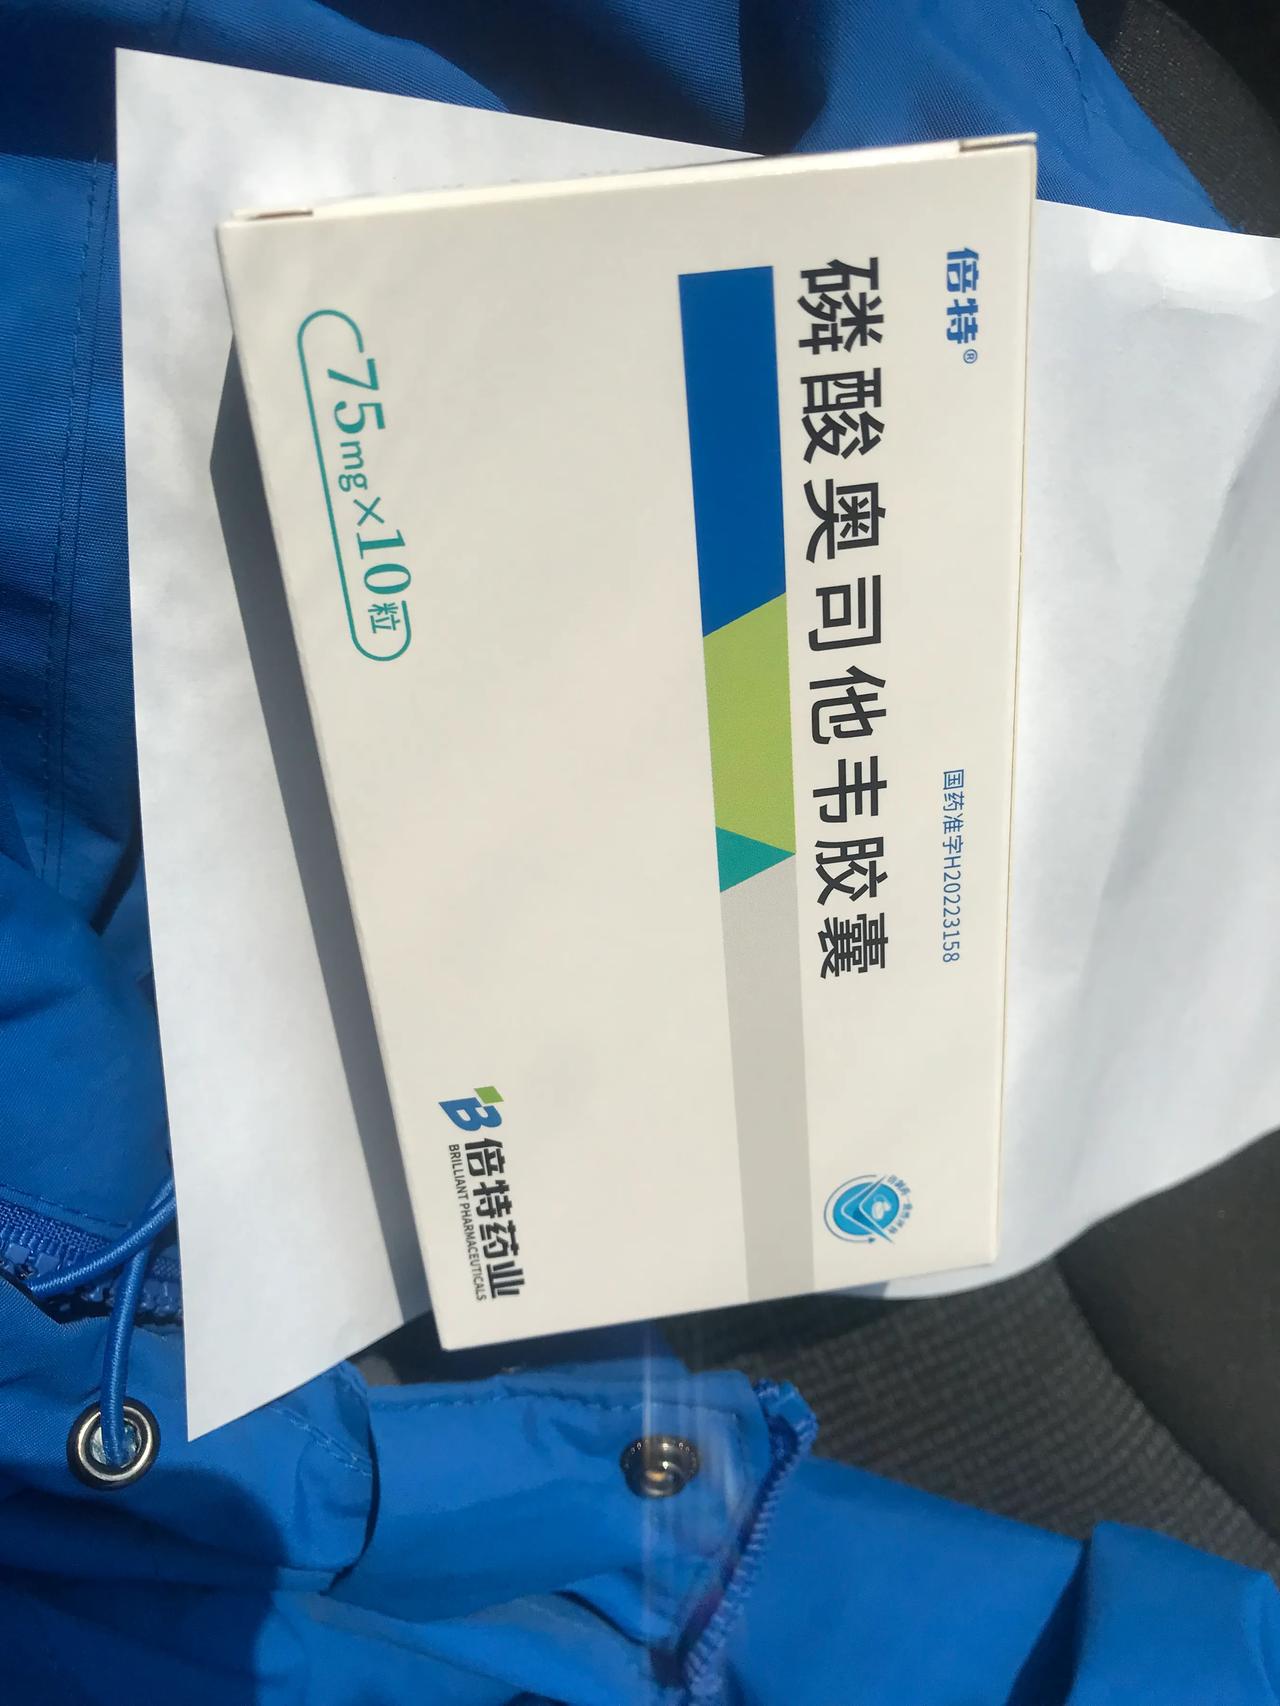 倍特®
国药准字H20223158
磷酸奥司他韦胶囊
75mg×10粒
倍特药业
BRILLIANT PHARMACEUTICALS